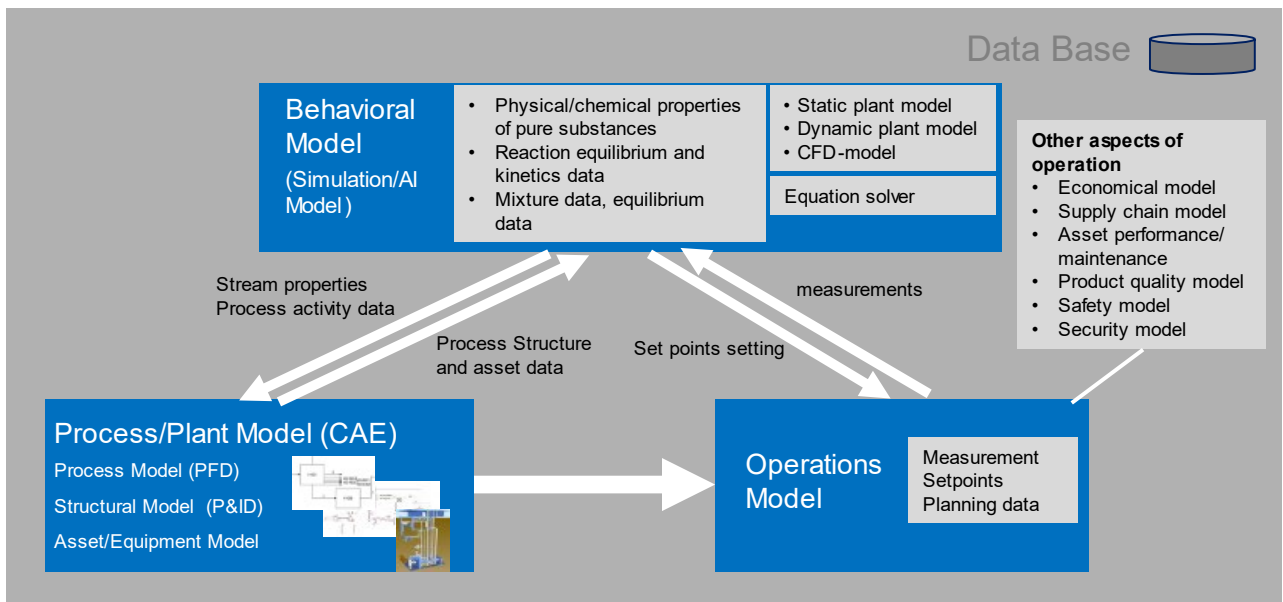 Data Base
Behavioral
Model
(Simulation/AI
Model)
• Physical/chemical properties
of pure substances
• Reaction equilibrium and
kinetics data
• Mixture data, equilibrium
data
• Static plant model
• Dynamic plant model
• CFD-model
Equation solver
Other aspects of
operation
• Economical model
• Supply chain model
• Asset performance/
maintenance
• Product quality model
• Safety model
• Security model
Stream properties
Process activity data
Process Structure
and asset data
Set points setting
measurements
Process/Plant Model (CAE)
Process Model (PFD)
Structural Model (P&ID)
Asset/Equipment Model
Operations
Model
Measurement
Setpoints
Planning data